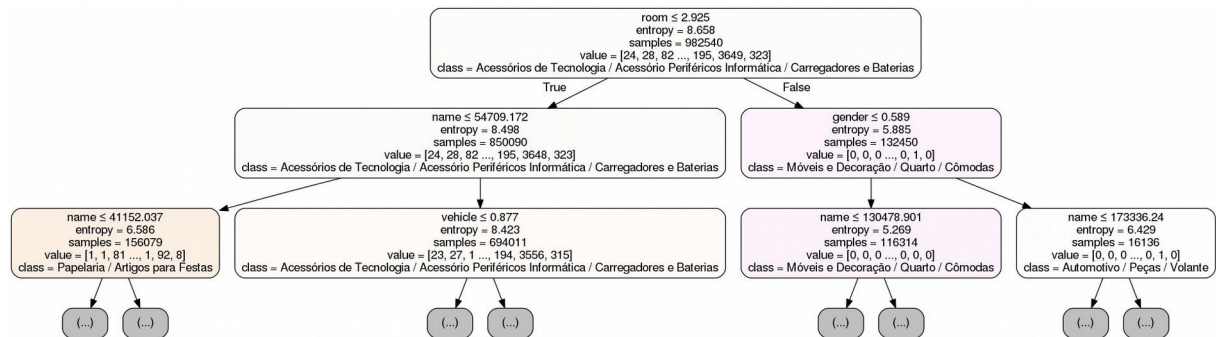 room ≤ 2.925
entropy = 8.658
samples = 982540
value = [24, 28, 82 ..., 195, 3649, 323]
class = Acessórios de Tecnologia / Acessório Periféricos Informática / Carregadores e Baterias
True
False
name ≤ 54709.172
entropy = 8.498
samples = 850090
value = [24, 28, 82 ..., 195, 3648, 323]
class = Acessórios de Tecnologia / Acessório Periféricos Informática / Carregadores e Baterias
gender ≤ 0.589
entropy = 5.885
samples = 132450
value = [0, 0, 0 ..., 0, 1, 0]
class = Móveis e Decoração / Quarto / Cômodas
name ≤ 41152.037
entropy = 6.586
samples = 156079
value = [1, 1, 81 ..., 1, 92, 8]
class = Papelaria / Artigos para Festas
vehicle ≤ 0.877
entropy = 8.423
samples = 694011
value = [23, 27, 1 ..., 194, 3556, 315]
class = Acessórios de Tecnologia / Acessório Periféricos Informática / Carregadores e Baterias
name ≤ 130478.901
entropy = 5.269
samples = 116314
value = [0, 0, 0 ..., 0, 0, 0]
class = Móveis e Decoração / Quarto / Cômodas
name ≤ 173336.24
entropy = 6.429
samples = 16136
value = [0, 0, 0 ..., 0, 1, 0]
class = Automotivo / Peças / Volante
(...)
(...)
(...)
(...)
(...)
(...)
(...)
(...)